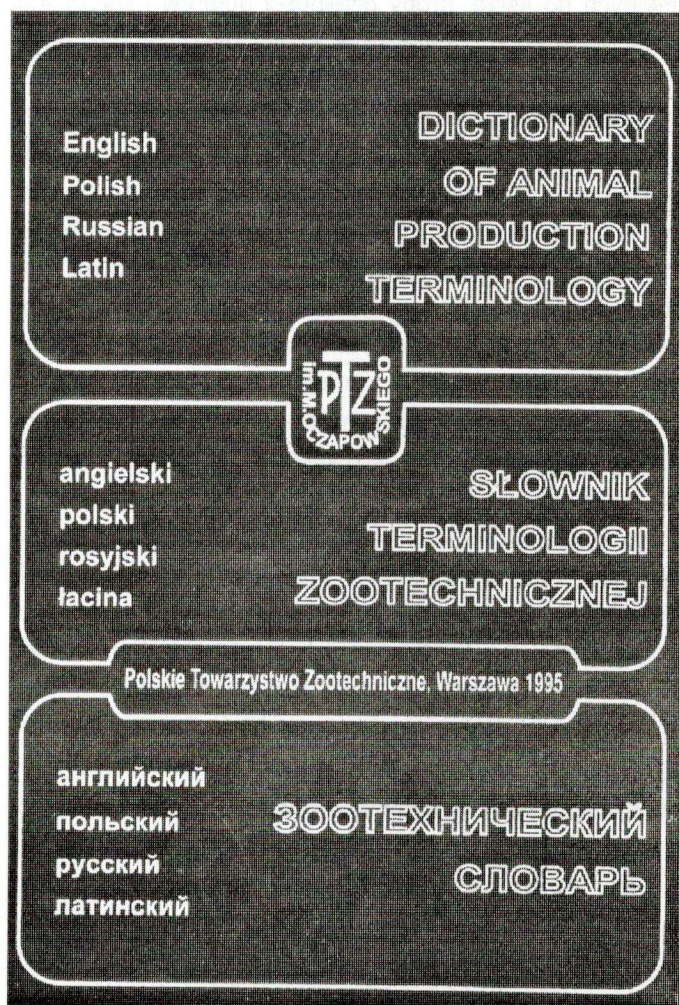 English
Polish
Russian
Latin
DICTIONARY
OF ANIMAL
PRODUCTION
TERMINOLOGY
PTZ
Im.M.OCZAPOWSKIEGO
angielski
polski
rosyjski
łacina
SŁOWNIK
TERMINOLOGII
ZOOTECHNICZNEJ
Polskie Towarzystwo Zootechniczne, Warszawa 1995
английский
польский
русский
латинский
ЗООТЕХНИЧЕСКИЙ
СЛОВАРЬ